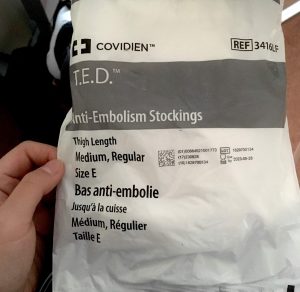 COVIDIEN™
REF 3416LF
T.E.D.™
Anti-Embolism Stockings
Thigh Length
Medium, Regular
Size E
Bas anti-embolie
Jusqu'à la cuisse
Médium, Régulier
Taille E